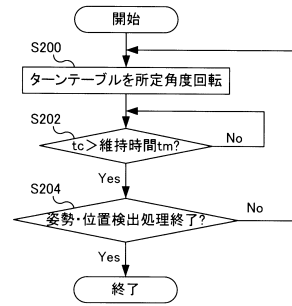 開始
S200
ターンテーブルを所定角度回転
S202
tc＞維持時間tm?
No
Yes
S204
姿勢・位置検出処理終了?
No
Yes
終了